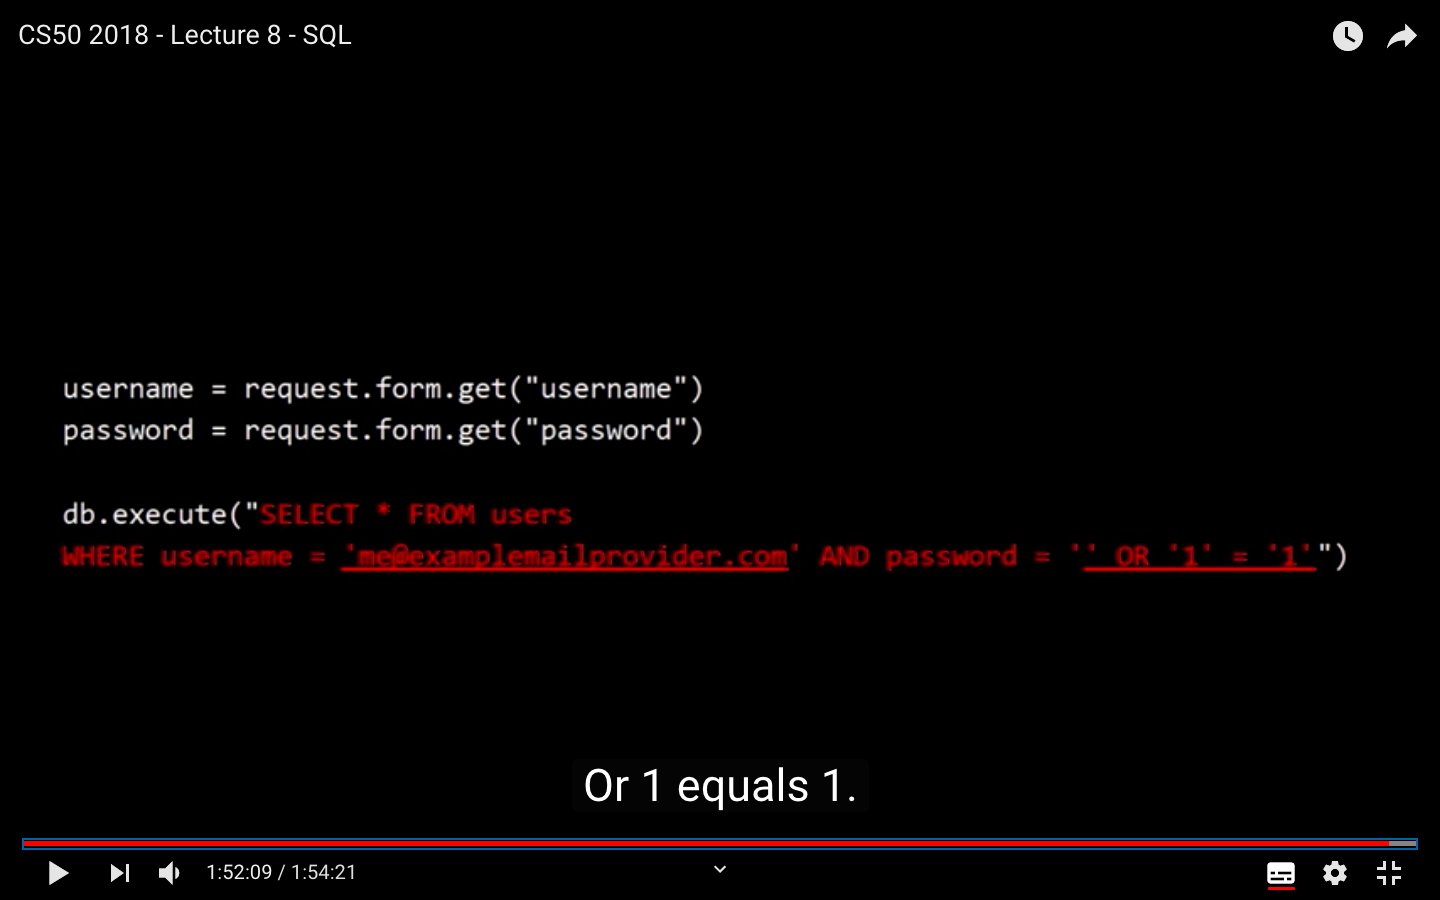 CS50 2018 - Lecture 8 - SQL
username = request.form.get("username")
password = request.form.get("password")
db.execute("SELECT * FROM users
WHERE username = 'me@examplemailprovider.com' AND password = '' OR '1' = '1'")
Or 1 equals 1.
1:52:09 / 1:54:21